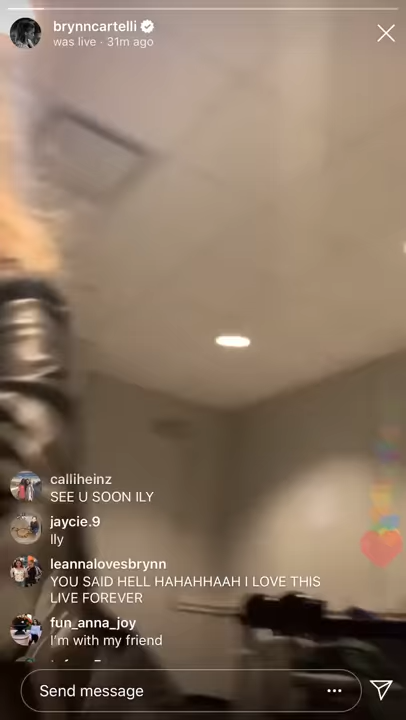 brynncartelli
was live · 31m ago
calliheinz
SEE U SOON ILY
jaycie.9
Ily
leannalovesbrynn
YOU SAID HELL HAHAHHAAH I LOVE THIS
LIVE FOREVER
fun_anna_joy
I'm with my friend
Send message